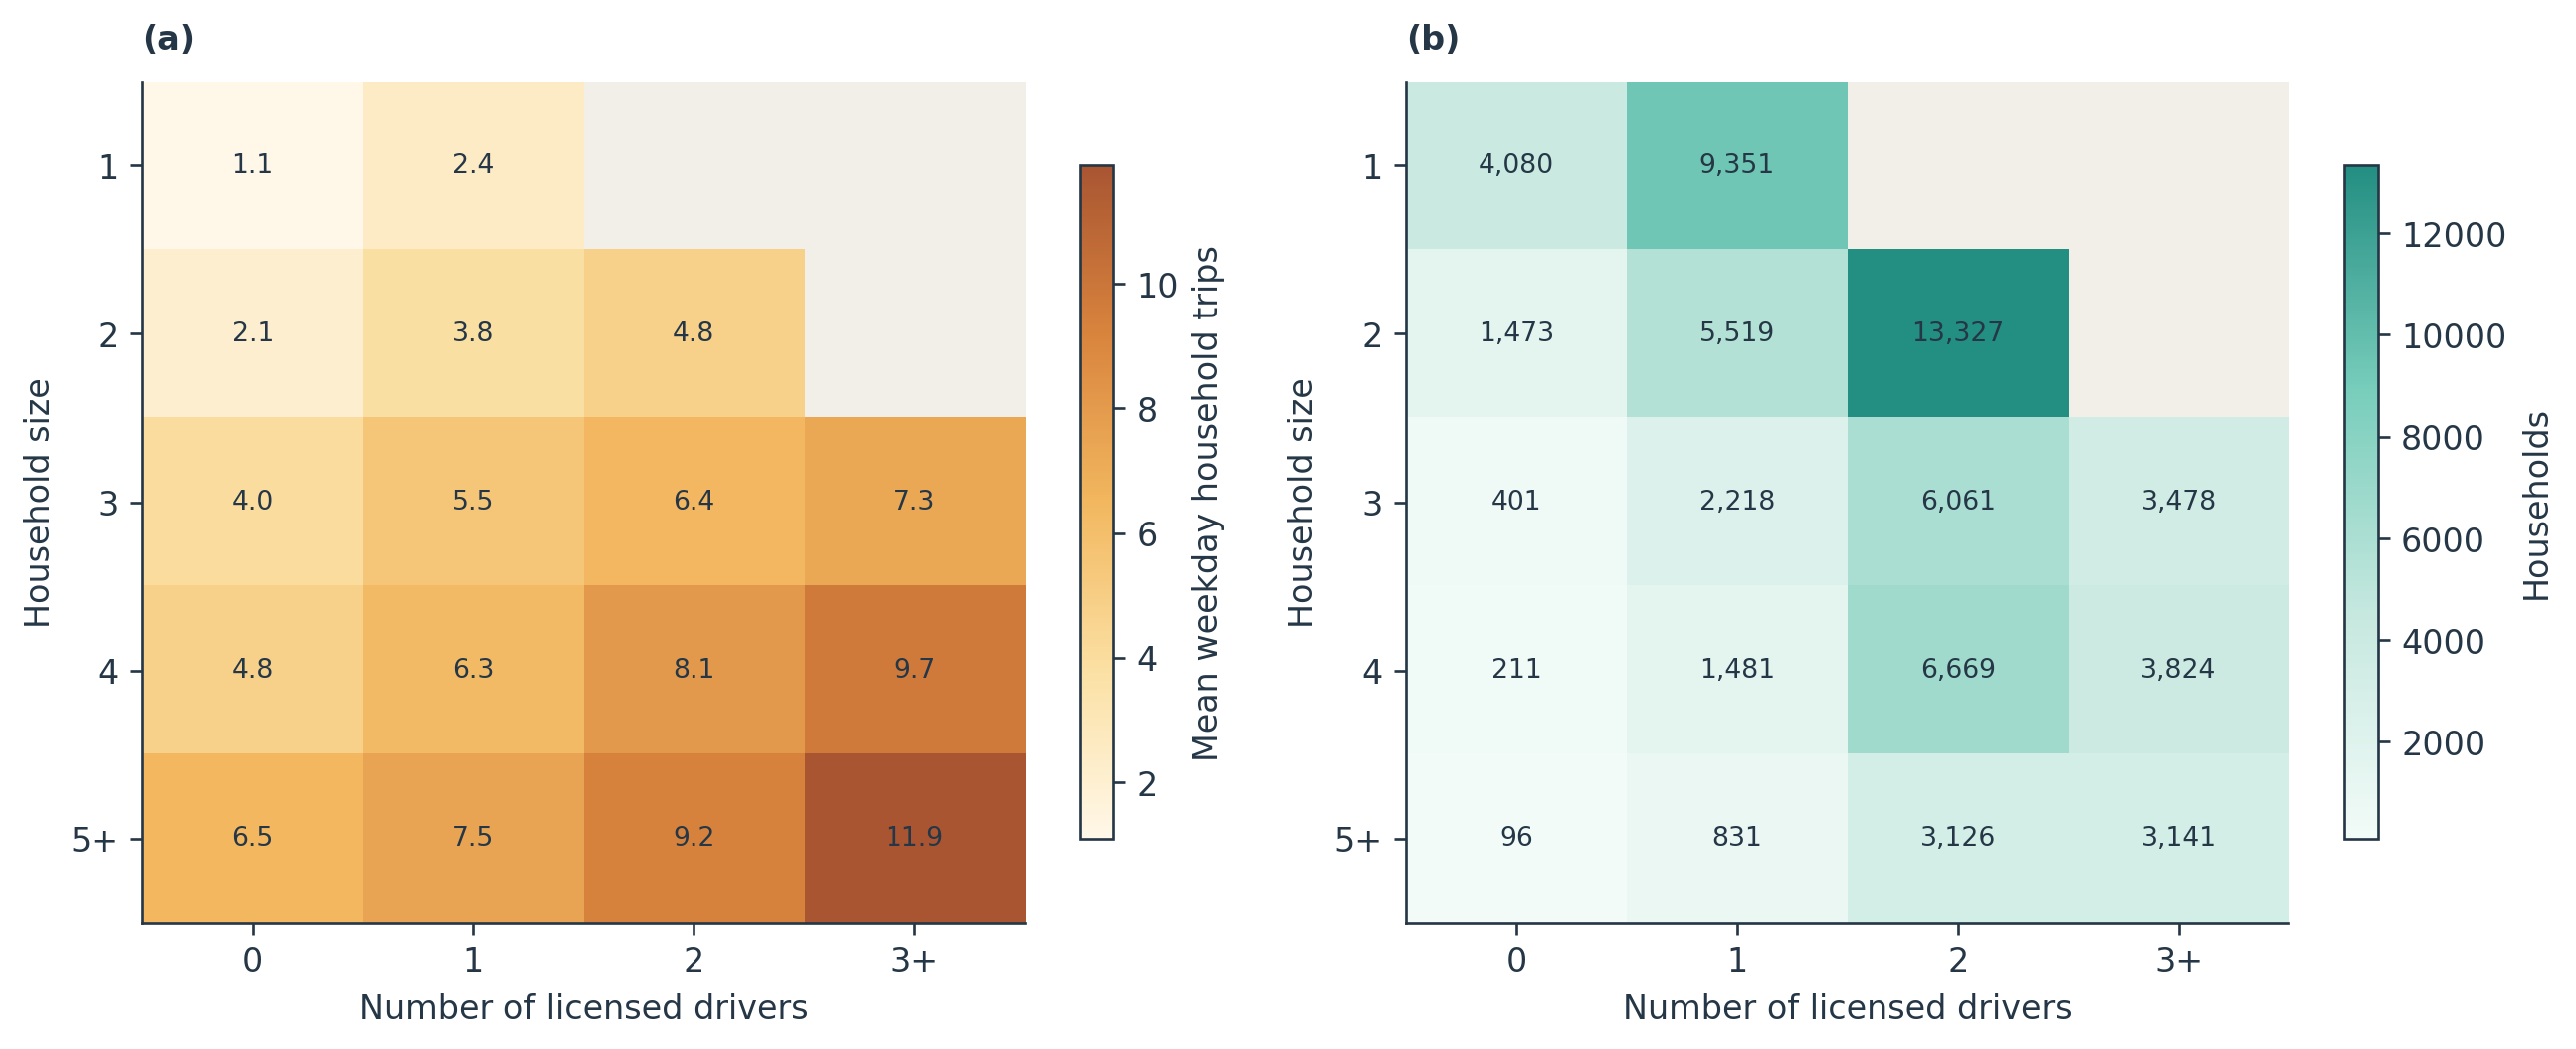 (a)
Household size
1
2
3
4
5+
1.1 2.4
2.1 3.8 4.8
4.0 5.5 6.4 7.3
4.8 6.3 8.1 9.7
6.5 7.5 9.2 11.9
0 1 2 3+
Number of licensed drivers
10
8
6
4
2
Mean weekday household trips
(b)
Household size
1
2
3
4
5+
4,080 9,351
1,473 5,519 13,327
401 2,218 6,061 3,478
211 1,481 6,669 3,824
96 831 3,126 3,141
0 1 2 3+
Number of licensed drivers
12000
10000
8000
6000
4000
2000
Households